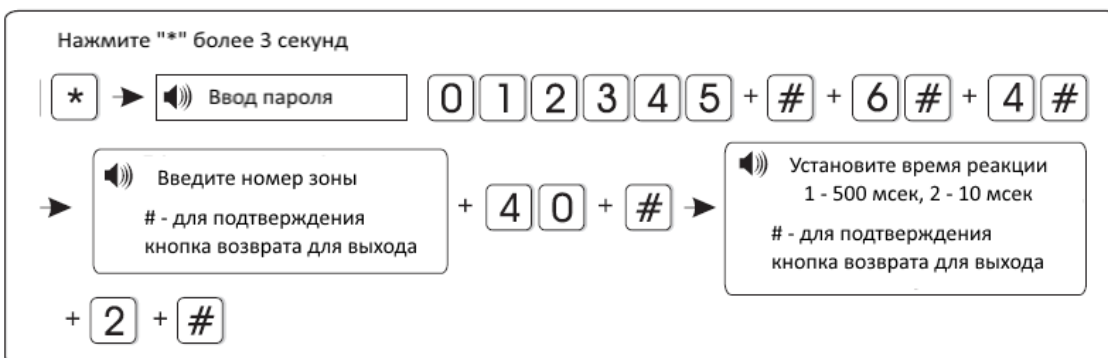 Нажмите "*" более 3 секунд
* Ввод пароля 0 1 2 3 4 5 + # + 6 # + 4 #
Введите номер зоны
# - для подтверждения
кнопка возврата для выхода
+ 4 0 + #
Установите время реакции
1 - 500 мсек, 2 - 10 мсек
# - для подтверждения
кнопка возврата для выхода
+ 2 + #